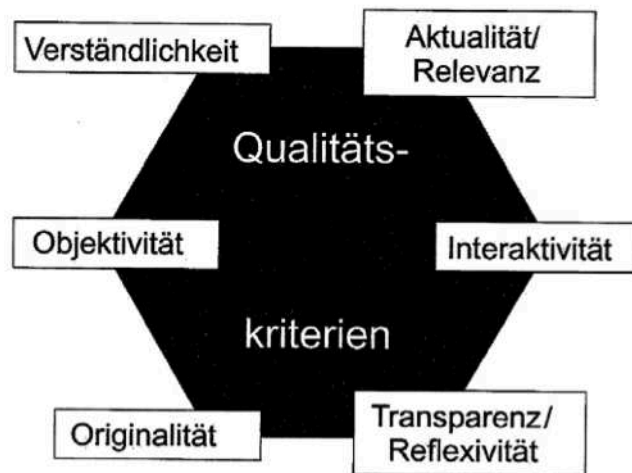 Verständlichkeit
Aktualität/
Relevanz
Qualitäts-
Objektivität
Interaktivität
kriterien
Originalität
Transparenz/
Reflexivität